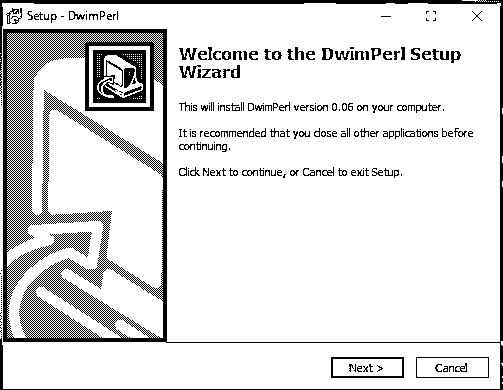 Setup - DwimPerl
Welcome to the DwimPerl Setup
Wizard
This will install DwimPerl version 0.06 on your computer.
It is recommended that you close all other applications before
continuing.
Click Next to continue, or Cancel to exit Setup.
Next >
Cancel